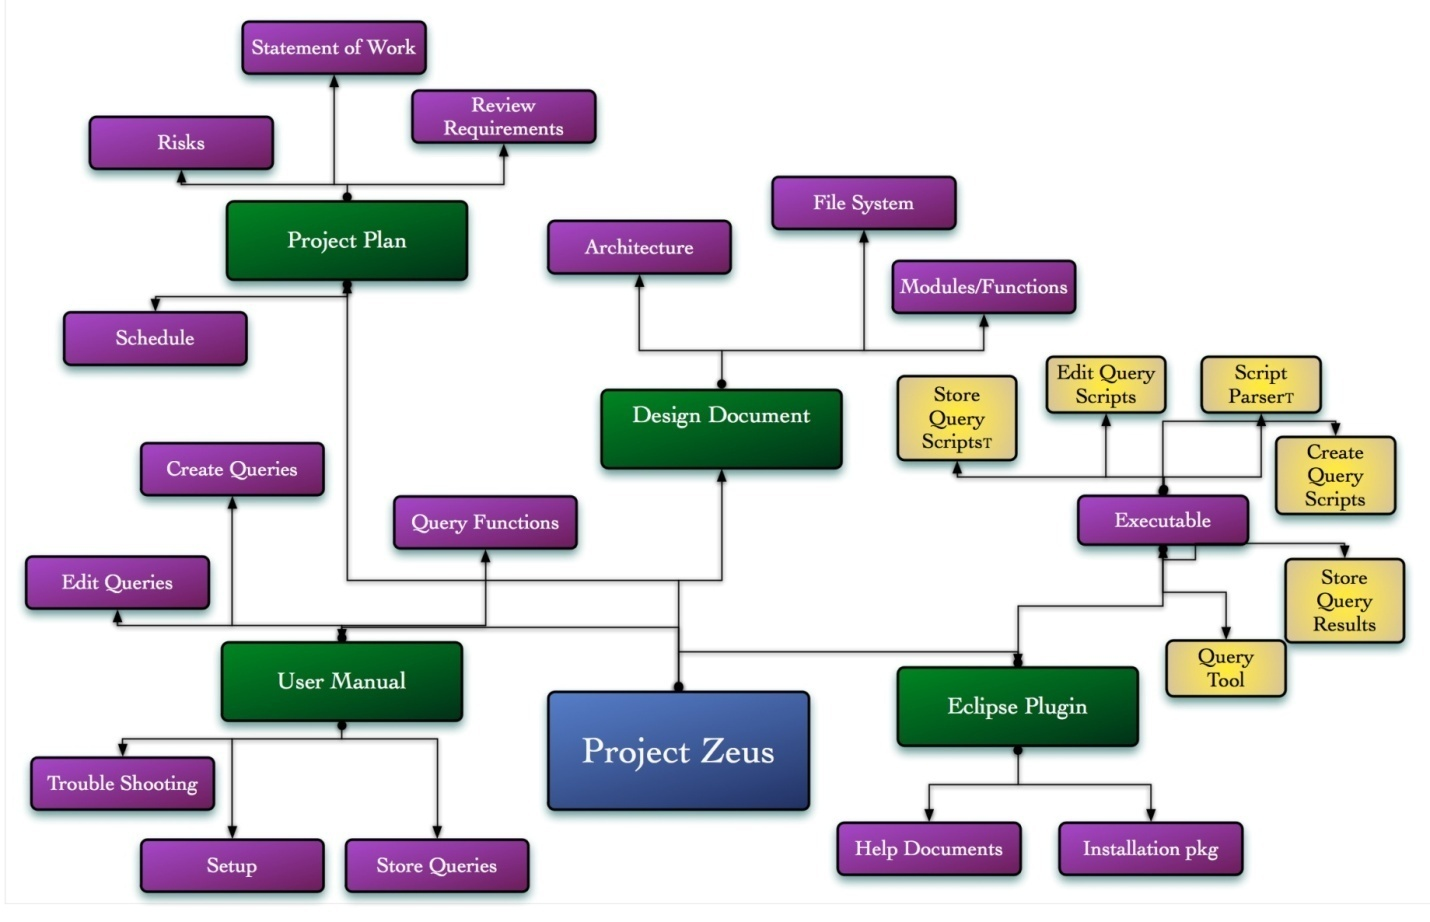 Statement of Work
Review
Requirements
Risks
Project Plan
Schedule
File System
Architecture
Modules/Functions
Design Document
Edit Query
Scripts
Script
ParserT
Store
Query
ScriptsT
Create
Query
Scripts
Executable
Store
Query
Results
Query
Tool
Create Queries
Query Functions
Edit Queries
User Manual
Eclipse Plugin
Project Zeus
Trouble Shooting
Setup
Store Queries
Help Documents
Installation pkg